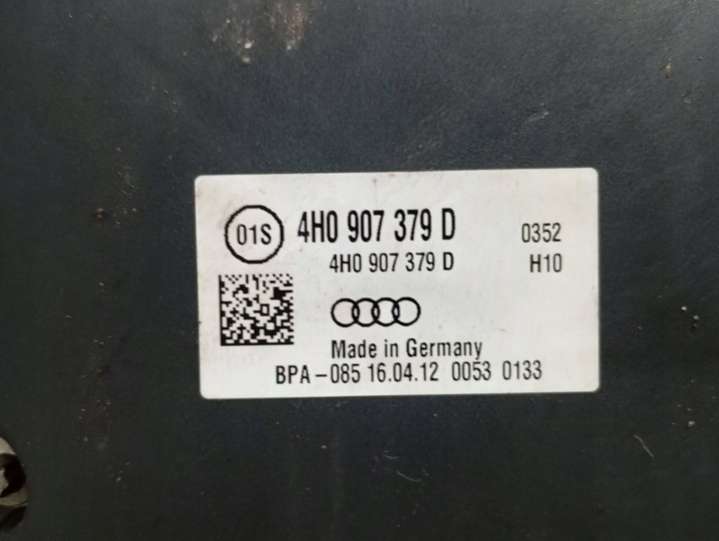 01S 4H0 907 379 D 0352
4H0 907 379 D H10
Made in Germany
BPA-085 16.04.12 0053 0133